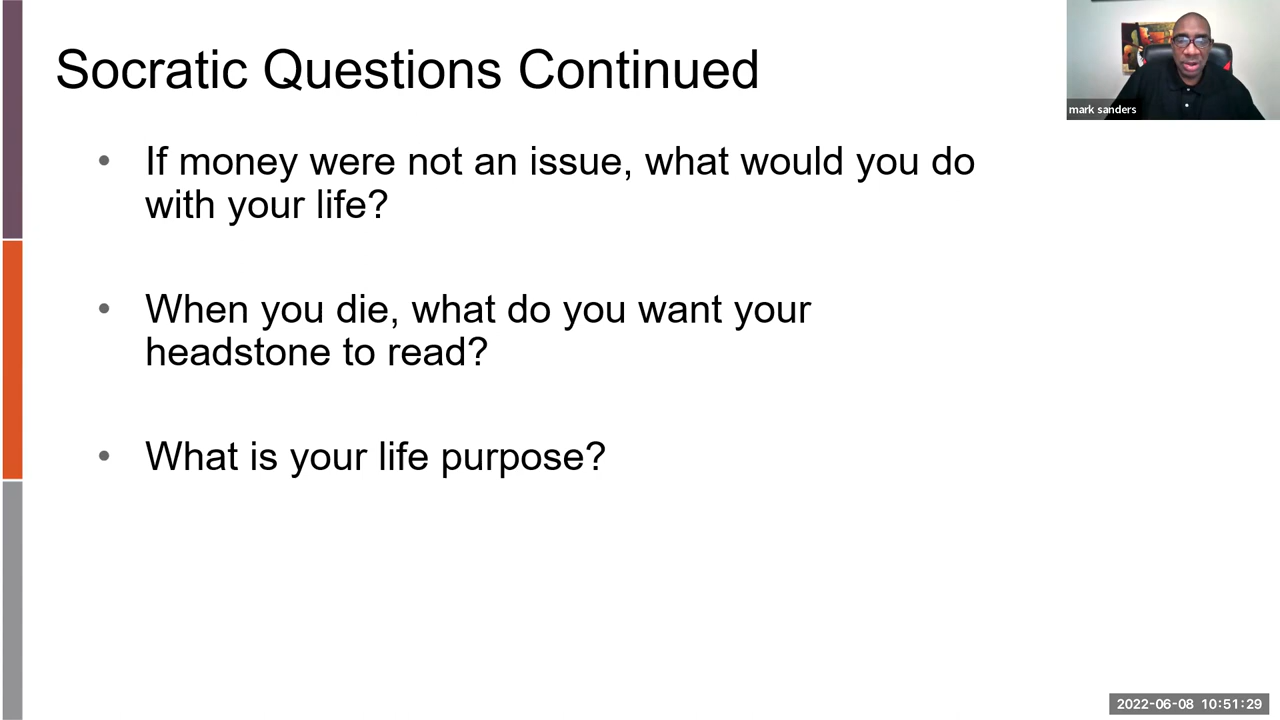 Socratic Questions Continued
mark sanders
• If money were not an issue, what would you do
with your life?
• When you die, what do you want your
headstone to read?
• What is your life purpose?
2022-06-08 10:51:29